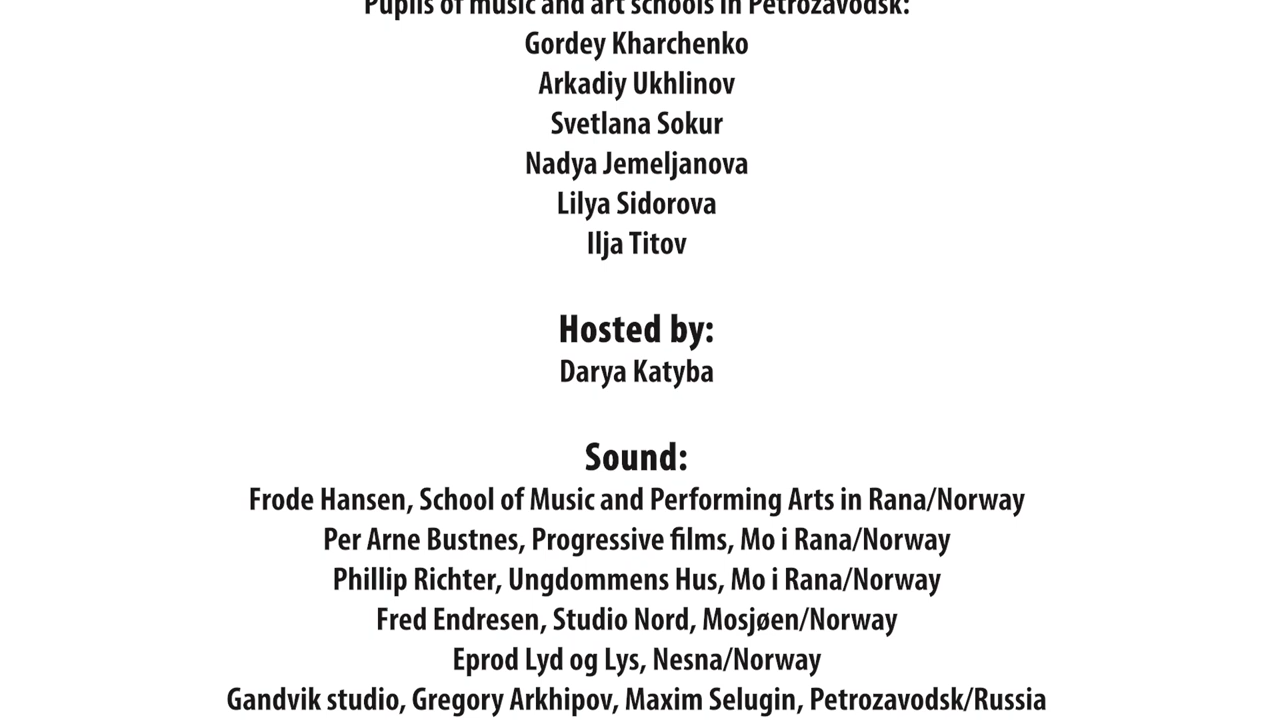 Pupils of music and art schools in Petrozavodsk:
Gordey Kharchenko
Arkadiy Ukhlinov
Svetlana Sokur
Nadya Jemeljanova
Lilya Sidorova
Ilja Titov
Hosted by:
Darya Katyba
Sound:
Frode Hansen, School of Music and Performing Arts in Rana/Norway
Per Arne Bustnes, Progressive films, Mo i Rana/Norway
Phillip Richter, Ungdommens Hus, Mo i Rana/Norway
Fred Endresen, Studio Nord, Mosjøen/Norway
Eprod Lyd og Lys, Nesna/Norway
Gandvik studio, Gregory Arkhipov, Maxim Selugin, Petrozavodsk/Russia